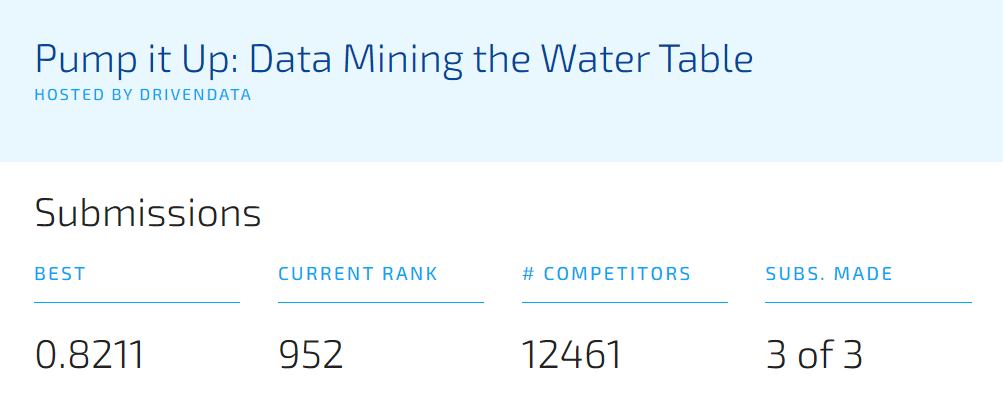 Pump it Up: Data Mining the Water Table
HOSTED BY DRIVENDATA
Submissions
BEST CURRENT RANK # COMPETITORS SUBS. MADE
0.8211 952 12461 3 of 3